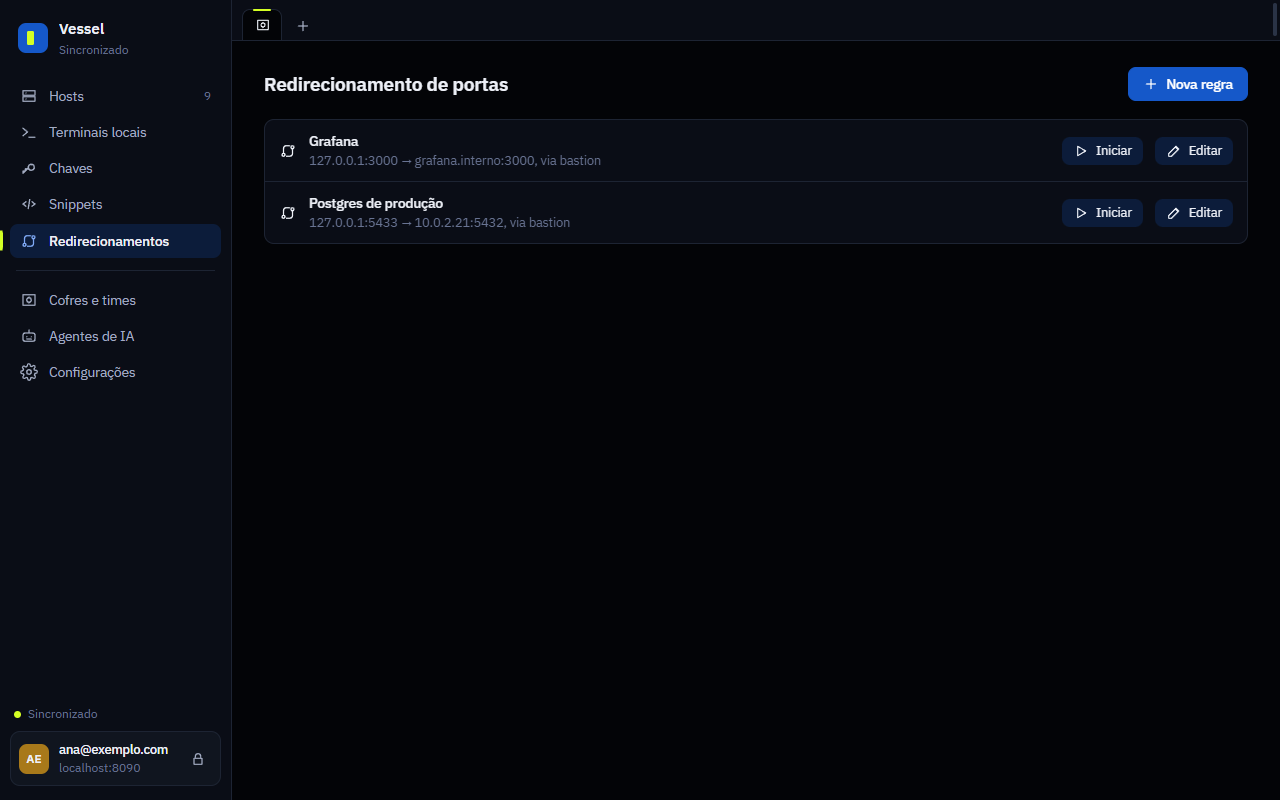 Vessel
Sincronizado
Hosts 9
Terminais locais
Chaves
Snippets
Redirecionamentos
Cofres e times
Agentes de IA
Configurações
Sincronizado
AE
ana@exemplo.com
localhost:8090
Redirecionamento de portas
Nova regra
Grafana
127.0.0.1:3000 → grafana.interno:3000, via bastion
Iniciar Editar
Postgres de produção
127.0.0.1:5433 → 10.0.2.21:5432, via bastion
Iniciar Editar